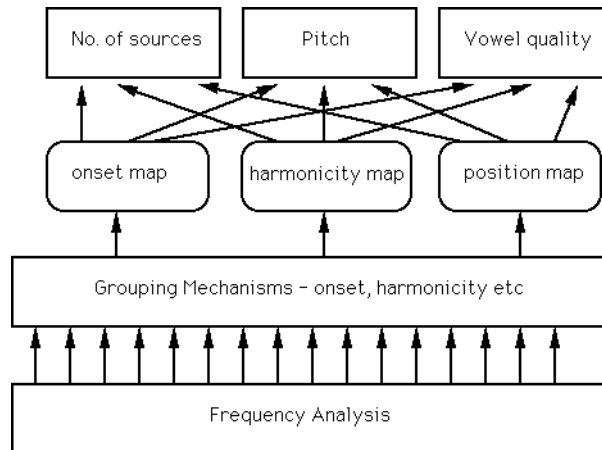 No. of sources
Pitch
Vowel quality
onset map
harmonicity map
position map
Grouping Mechanisms - onset, harmonicity etc
Frequency Analysis